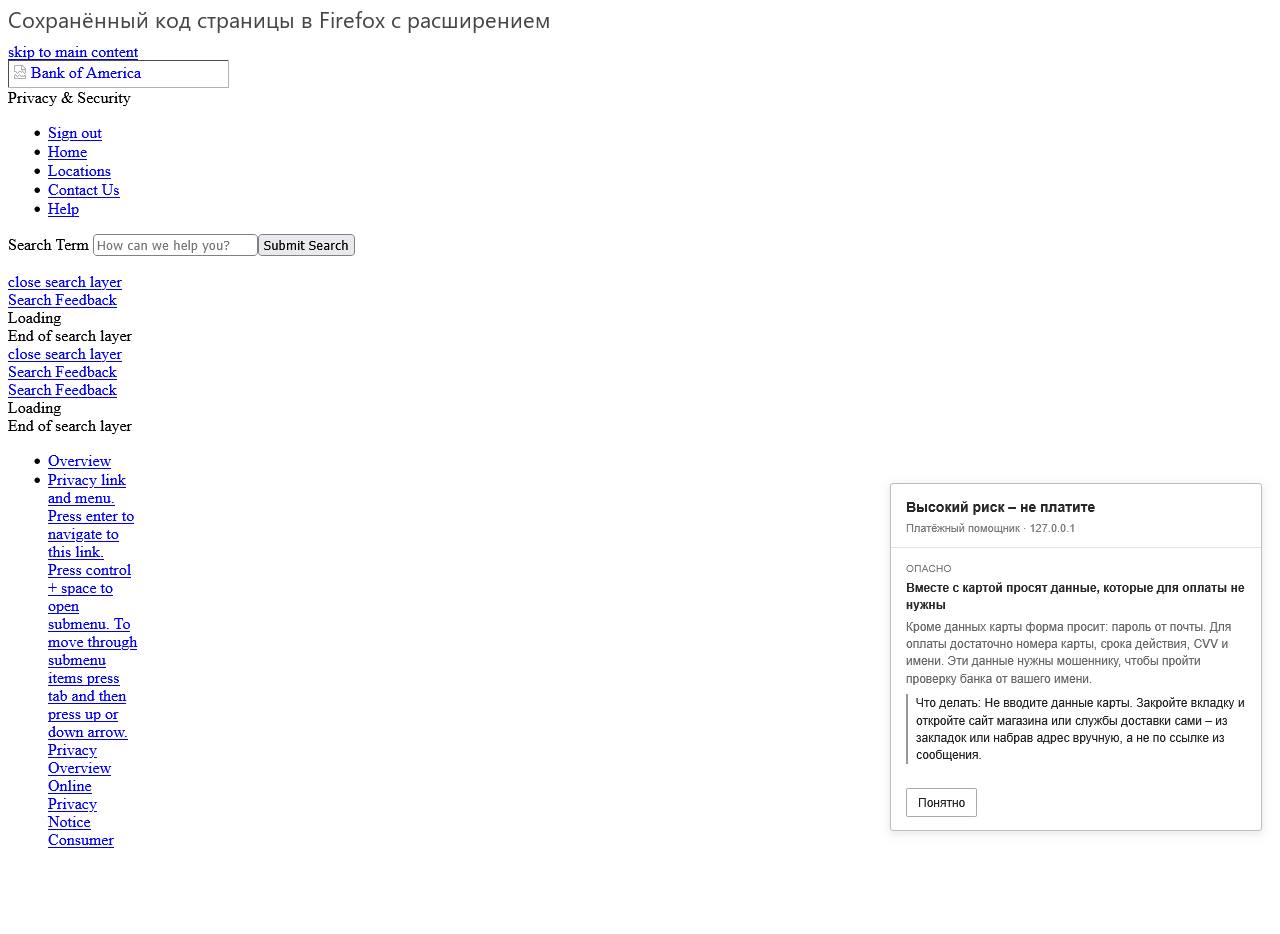 Сохранённый код страницы в Firefox с расширением
skip to main content
Bank of America
Privacy & Security
Sign out
Home
Locations
Contact Us
Help
Search Term How can we help you? Submit Search
close search layer
Search Feedback
Loading
End of search layer
close search layer
Search Feedback
Search Feedback
Loading
End of search layer
Overview
Privacy link
and menu.
Press enter to
navigate to
this link.
Press control
+ space to
open
submenu. To
move through
submenu
items press
tab and then
press up or
down arrow.
Privacy
Overview
Online
Privacy
Notice
Consumer
Высокий риск – не платите
Платёжный помощник · 127.0.0.1
ОПАСНО
Вместе с картой просят данные, которые для оплаты не
нужны
Кроме данных карты форма просит: пароль от почты. Для
оплаты достаточно номера карты, срока действия, CVV и
имени. Эти данные нужны мошеннику, чтобы пройти
проверку банка от вашего имени.
Что делать: Не вводите данные карты. Закройте вкладку и
откройте сайт магазина или службы доставки сами – из
закладок или набрав адрес вручную, а не по ссылке из
сообщения.
Понятно